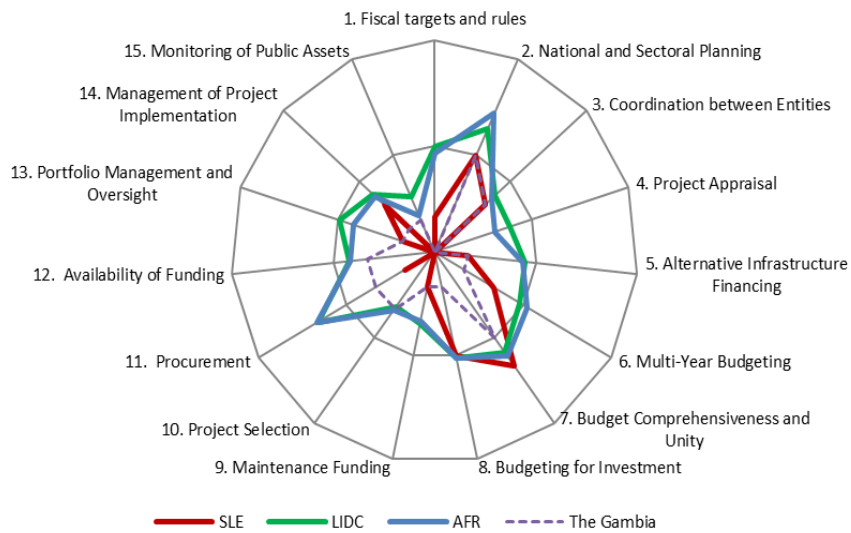 1. Fiscal targets and rules
2. National and Sectoral Planning
3. Coordination between Entities
4. Project Appraisal
5. Alternative Infrastructure
Financing
6. Multi-Year Budgeting
7. Budget Comprehensiveness and
Unity
8. Budgeting for Investment
9. Maintenance Funding
10. Project Selection
11. Procurement
12. Availability of Funding
13. Portfolio Management and
Oversight
14. Management of Project
Implementation
15. Monitoring of Public Assets
SLE
LIDC
AFR
The Gambia